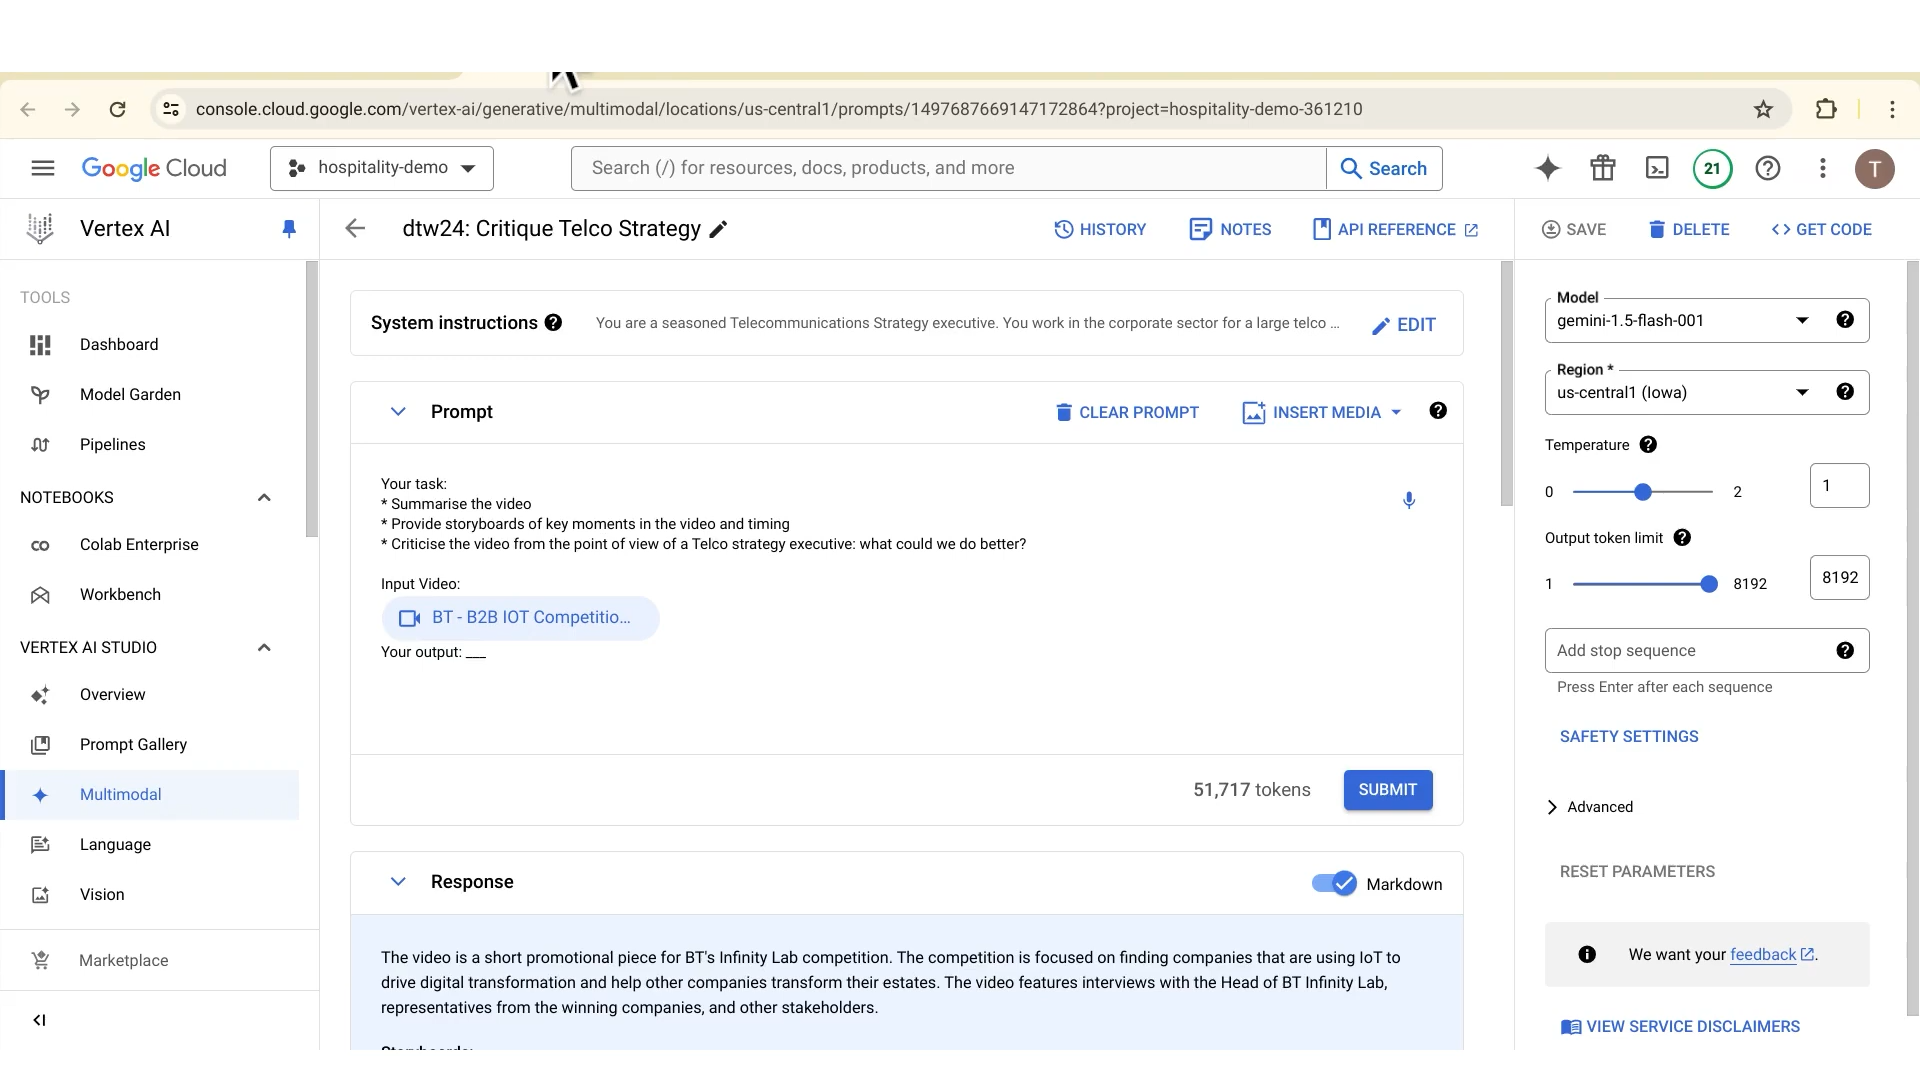 console.cloud.google.com/vertex-ai/generative/multimodal/locations/us-central1/prompts/1497687669147172864?project=hospitality-demo-361210
Google Cloud
hospitality-demo
Search (/) for resources, docs, products, and more
Search
21
T
Vertex AI
dtw24: Critique Telco Strategy
HISTORY
NOTES
API REFERENCE
SAVE
DELETE
GET CODE
TOOLS
Dashboard
Model Garden
Pipelines
NOTEBOOKS
Colab Enterprise
Workbench
VERTEX AI STUDIO
Overview
Prompt Gallery
Multimodal
Language
Vision
Marketplace
System instructions
You are a seasoned Telecommunications Strategy executive. You work in the corporate sector for a large telco ...
EDIT
Prompt
CLEAR PROMPT
INSERT MEDIA
Your task:
* Summarise the video
* Provide storyboards of key moments in the video and timing
* Criticise the video from the point of view of a Telco strategy executive: what could we do better?
Input Video:
BT - B2B IOT Competitio...
Your output: ___
51,717 tokens
SUBMIT
Response
Markdown
The video is a short promotional piece for BT's Infinity Lab competition. The competition is focused on finding companies that are using IoT to
drive digital transformation and help other companies transform their estates. The video features interviews with the Head of BT Infinity Lab,
representatives from the winning companies, and other stakeholders.
Model
gemini-1.5-flash-001
Region *
us-central1 (Iowa)
Temperature
0
2
1
Output token limit
1
8192
8192
Add stop sequence
Press Enter after each sequence
SAFETY SETTINGS
Advanced
RESET PARAMETERS
We want your feedback.
VIEW SERVICE DISCLAIMERS